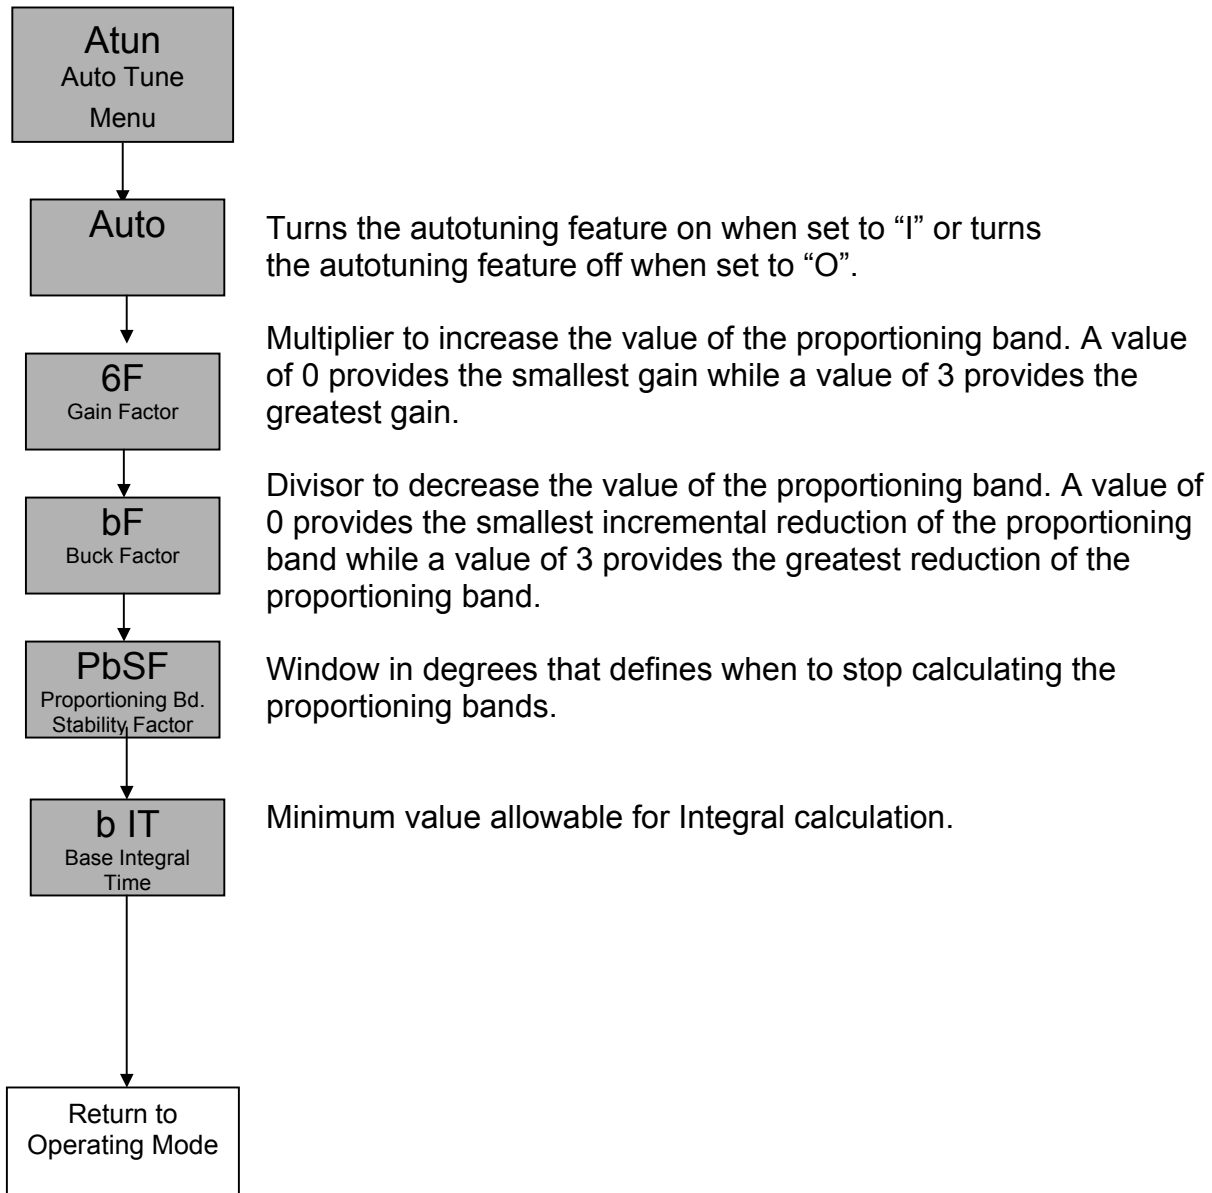 Atun
Auto Tune
Menu
Auto
Turns the autotuning feature on when set to “I” or turns
the autotuning feature off when set to “O”.
6F
Gain Factor
Multiplier to increase the value of the proportioning band. A value
of 0 provides the smallest gain while a value of 3 provides the
greatest gain.
bF
Buck Factor
Divisor to decrease the value of the proportioning band. A value of
0 provides the smallest incremental reduction of the proportioning
band while a value of 3 provides the greatest reduction of the
proportioning band.
PbSF
Proportioning Bd.
Stability Factor
Window in degrees that defines when to stop calculating the
proportioning bands.
b IT
Base Integral
Time
Minimum value allowable for Integral calculation.
Return to
Operating Mode